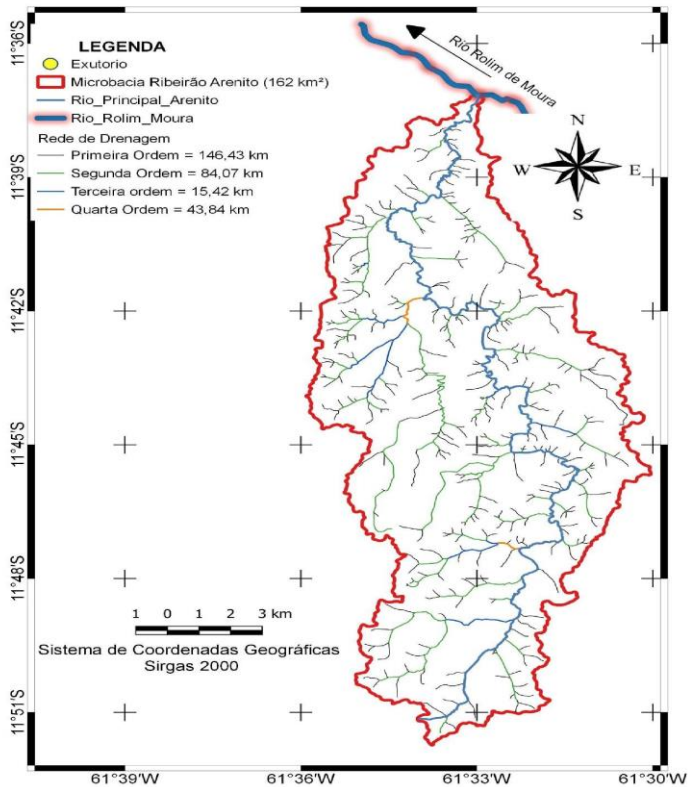 LEGENDA
Exutorio
Microbacia Ribeirão Arenito (162 km²)
Rio_Principal_Arenito
Rio_Rolim_Moura
Rede de Drenagem
Primeira Ordem = 146,43 km
Segunda Ordem = 84,07 km
Terceira ordem = 15,42 km
Quarta Ordem = 43,84 km
Rio Rolim de Moura
N
W
E
S
11°36'S
11°39'S
11°42'S
11°45'S
11°48'S
11°51'S
1 0 1 2 3 km
Sistema de Coordenadas Geográficas
Sirgas 2000
61°39'W 61°36'W 61°33'W 61°30'W